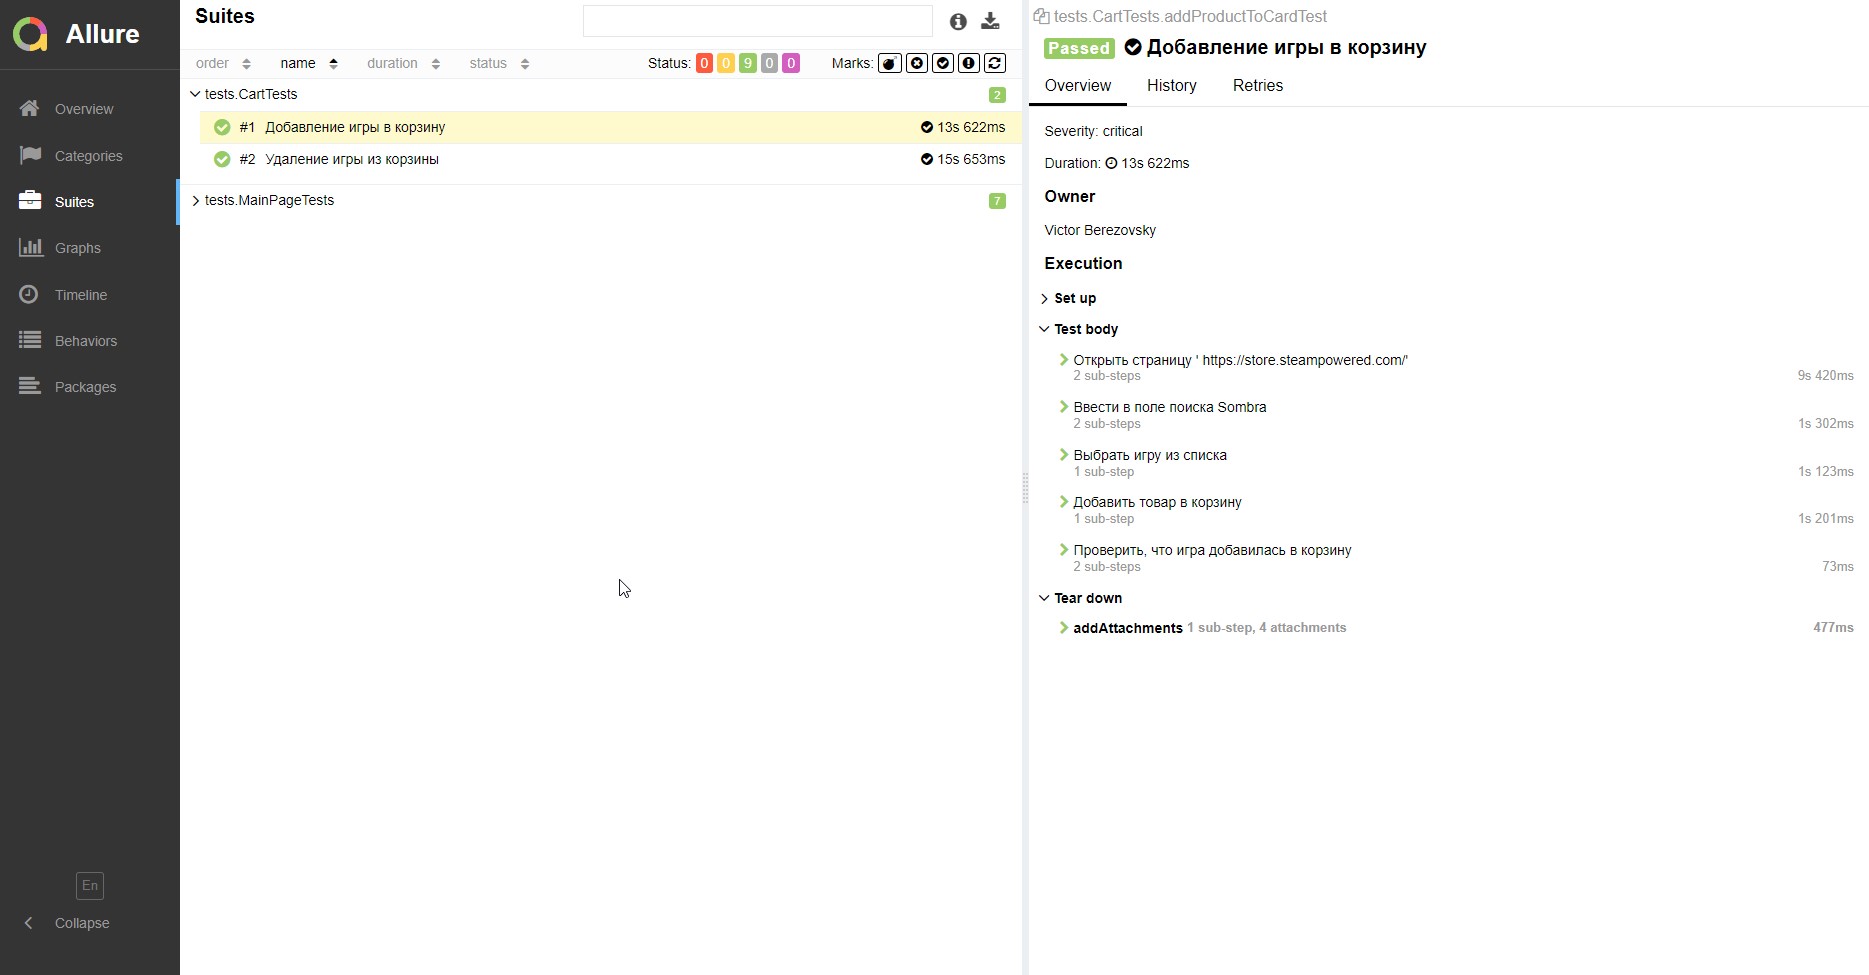 Allure
Overview
Categories
Suites
Graphs
Timeline
Behaviors
Packages
En
Collapse
Suites
order name duration status Status: 0 0 9 0 0 Marks:
tests.CartTests 2
#1 Добавление игры в корзину 13s 622ms
#2 Удаление игры из корзины 15s 653ms
tests.MainPageTests 7
tests.CartTests.addProductToCardTest
Passed Добавление игры в корзину
Overview History Retries
Severity: critical
Duration: 13s 622ms
Owner
Victor Berezovsky
Execution
Set up
Test body
Открыть страницу ' https://store.steampowered.com/'
2 sub-steps 9s 420ms
Ввести в поле поиска Sombra
2 sub-steps 1s 302ms
Выбрать игру из списка
1 sub-step 1s 123ms
Добавить товар в корзину
1 sub-step 1s 201ms
Проверить, что игра добавилась в корзину
2 sub-steps 73ms
Tear down
addAttachments 1 sub-step, 4 attachments 477ms